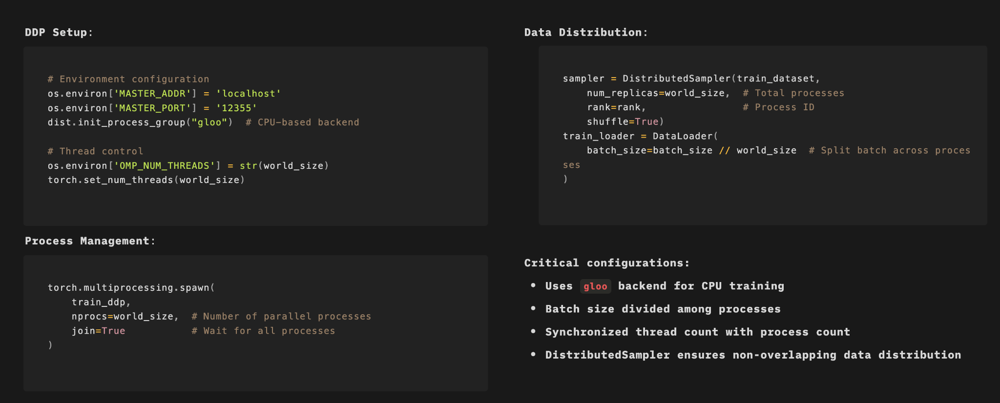 DDP Setup:
# Environment configuration
os.environ['MASTER_ADDR'] = 'localhost'
os.environ['MASTER_PORT'] = '12355'
dist.init_process_group("gloo")  # CPU-based backend
# Thread control
os.environ['OMP_NUM_THREADS'] = str(world_size)
torch.set_num_threads(world_size)
Process Management:
torch.multiprocessing.spawn(
    train_ddp,
    nprocs=world_size,  # Number of parallel processes
    join=True           # Wait for all processes
)
Data Distribution:
sampler = DistributedSampler(train_dataset,
    num_replicas=world_size,  # Total processes
    rank=rank,                # Process ID
    shuffle=True)
train_loader = DataLoader(
    batch_size=batch_size // world_size  # Split batch across proces
ses
)
Critical configurations:
• Uses gloo backend for CPU training
• Batch size divided among processes
• Synchronized thread count with process count
• DistributedSampler ensures non-overlapping data distribution